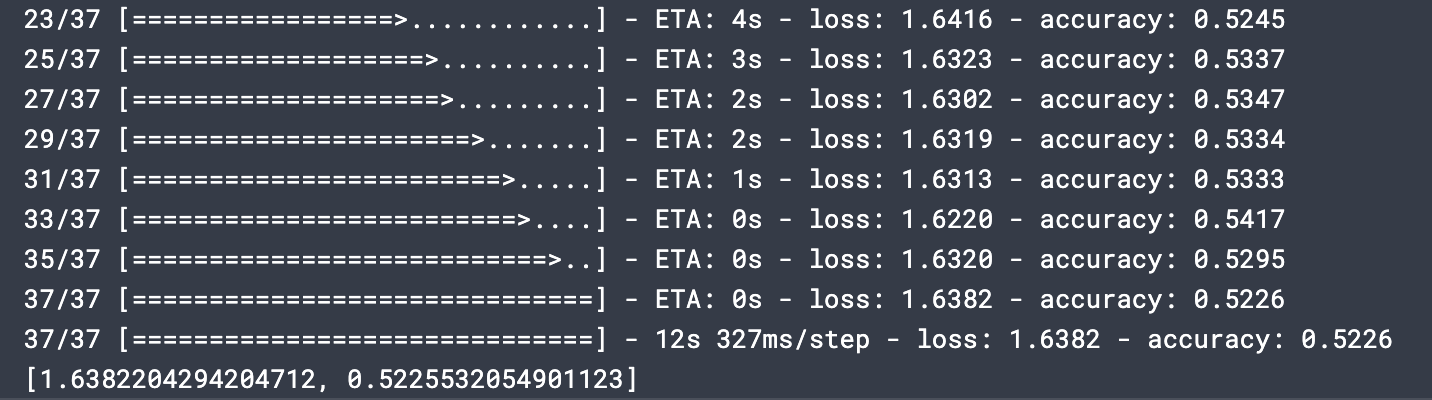 23/37 [=================>............] - ETA: 4s - loss: 1.6416 - accuracy: 0.5245
25/37 [===================>..........] - ETA: 3s - loss: 1.6323 - accuracy: 0.5337
27/37 [====================>.........] - ETA: 2s - loss: 1.6302 - accuracy: 0.5347
29/37 [======================>.......] - ETA: 2s - loss: 1.6319 - accuracy: 0.5334
31/37 [========================>.....] - ETA: 1s - loss: 1.6313 - accuracy: 0.5333
33/37 [=========================>....] - ETA: 0s - loss: 1.6220 - accuracy: 0.5417
35/37 [===========================>..] - ETA: 0s - loss: 1.6320 - accuracy: 0.5295
37/37 [==============================] - ETA: 0s - loss: 1.6382 - accuracy: 0.5226
37/37 [==============================] - 12s 327ms/step - loss: 1.6382 - accuracy: 0.5226
[1.6382204294204712, 0.5225532054901123]